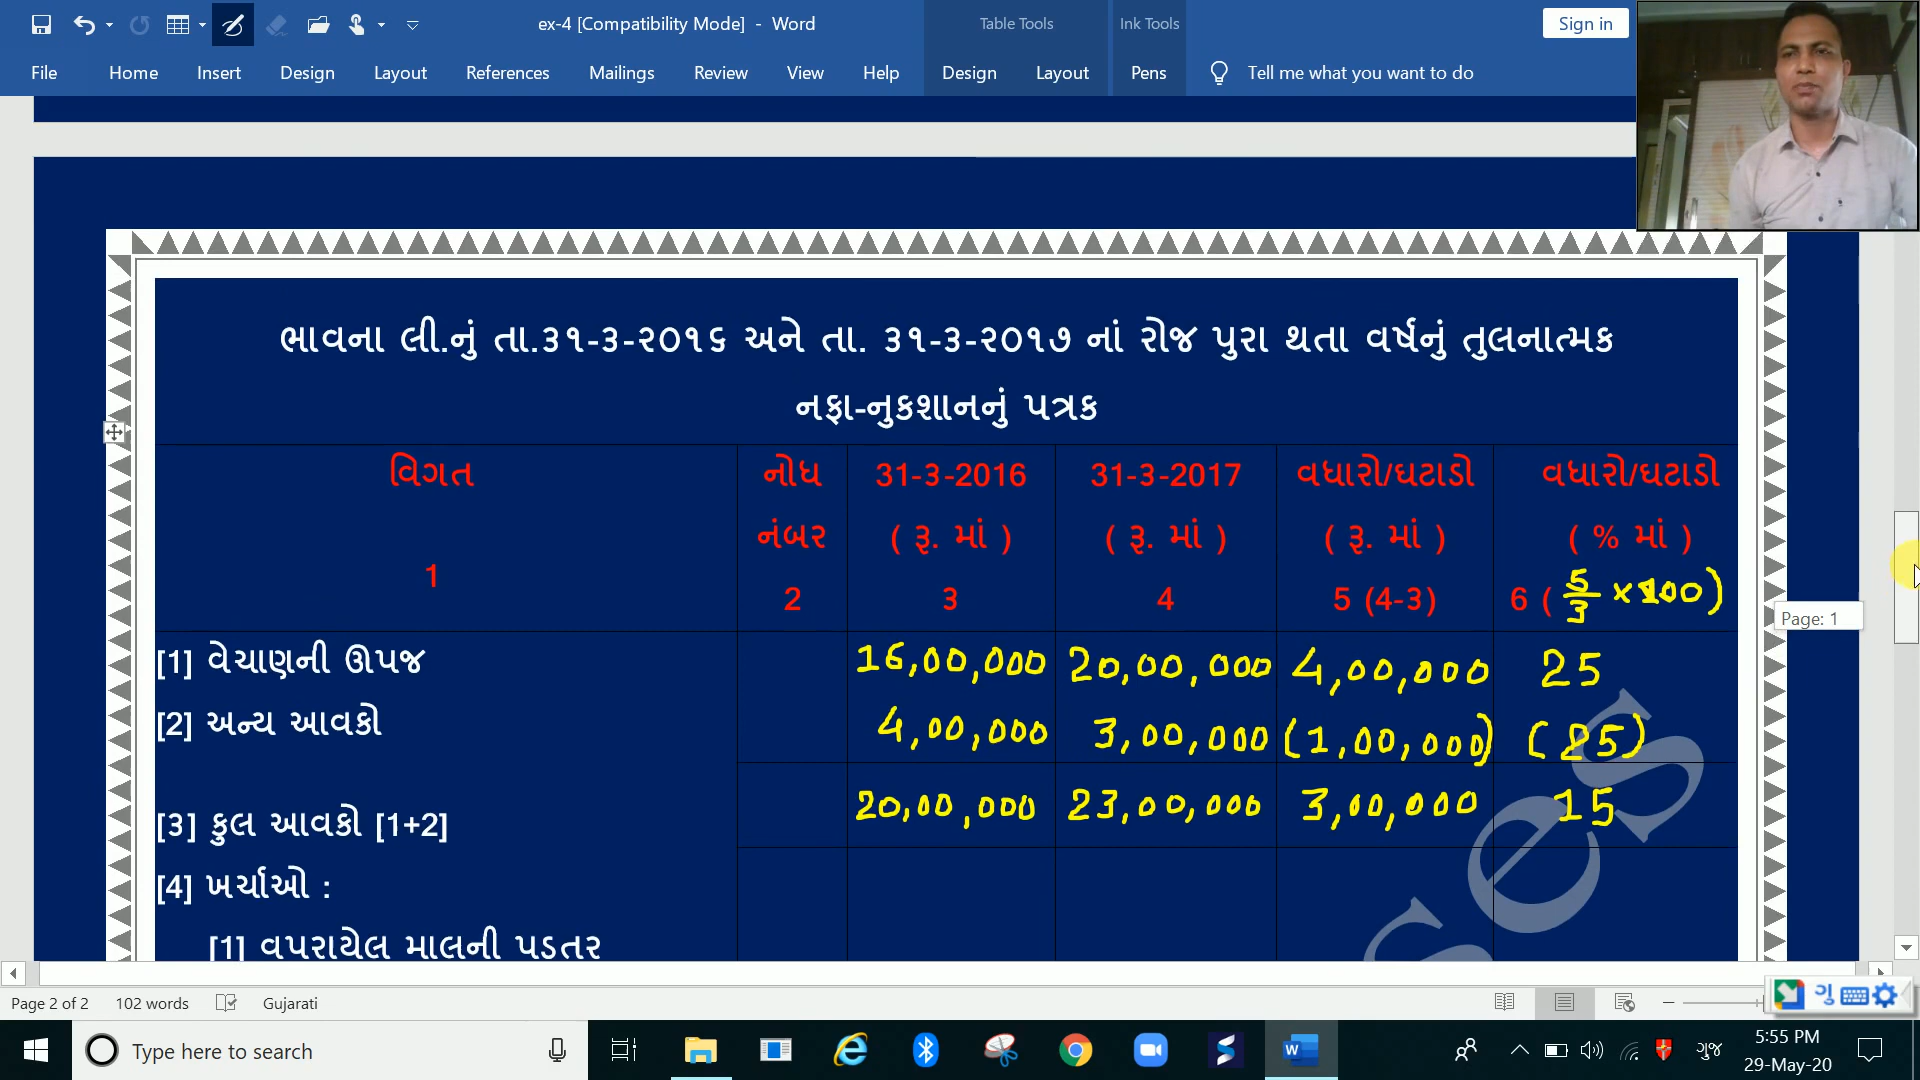 ex-4 [Compatibility Mode] - Word
Table Tools
Ink Tools
Sign in
File Home Insert Design Layout References Mailings Review View Help Design Layout Pens Tell me what you want to do
ભાવના લી.નું તા.૩૧-૩-૨૦૧૬ અને તા. ૩૧-૩-૨૦૧૭ નાં રોજ પુરા થતા વર્ષનું તુલનાત્મક
નફા-નુકશાનનું પત્રક
વિગત નોધ 31-૩-2016 31-૩-2017 વધારો/ઘટાડો વધારો/ઘટાડો
નંબર ( રૂ. માં ) ( રૂ. માં ) ( રૂ. માં ) ( % માં )
1 2 ૩ 4 5 (4-૩) 6 ( 5/3 ×100)
[1] વેચાણની ઊપજ 16,00,000 20,00,000 4,00,000 25
[2] અન્ય આવકો 4,00,000 3,00,000 (1,00,000) (25)
[૩] કુલ આવકો [1+2] 20,00,000 23,00,000 3,00,000 15
[4] ખર્ચાઓ :
[1] વપરાયેલ માલની પડતર
ses
Page: 1
Page 2 of 2 102 words Gujarati
ગુ
Type here to search
ગુજ
5:55 PM
29-May-20